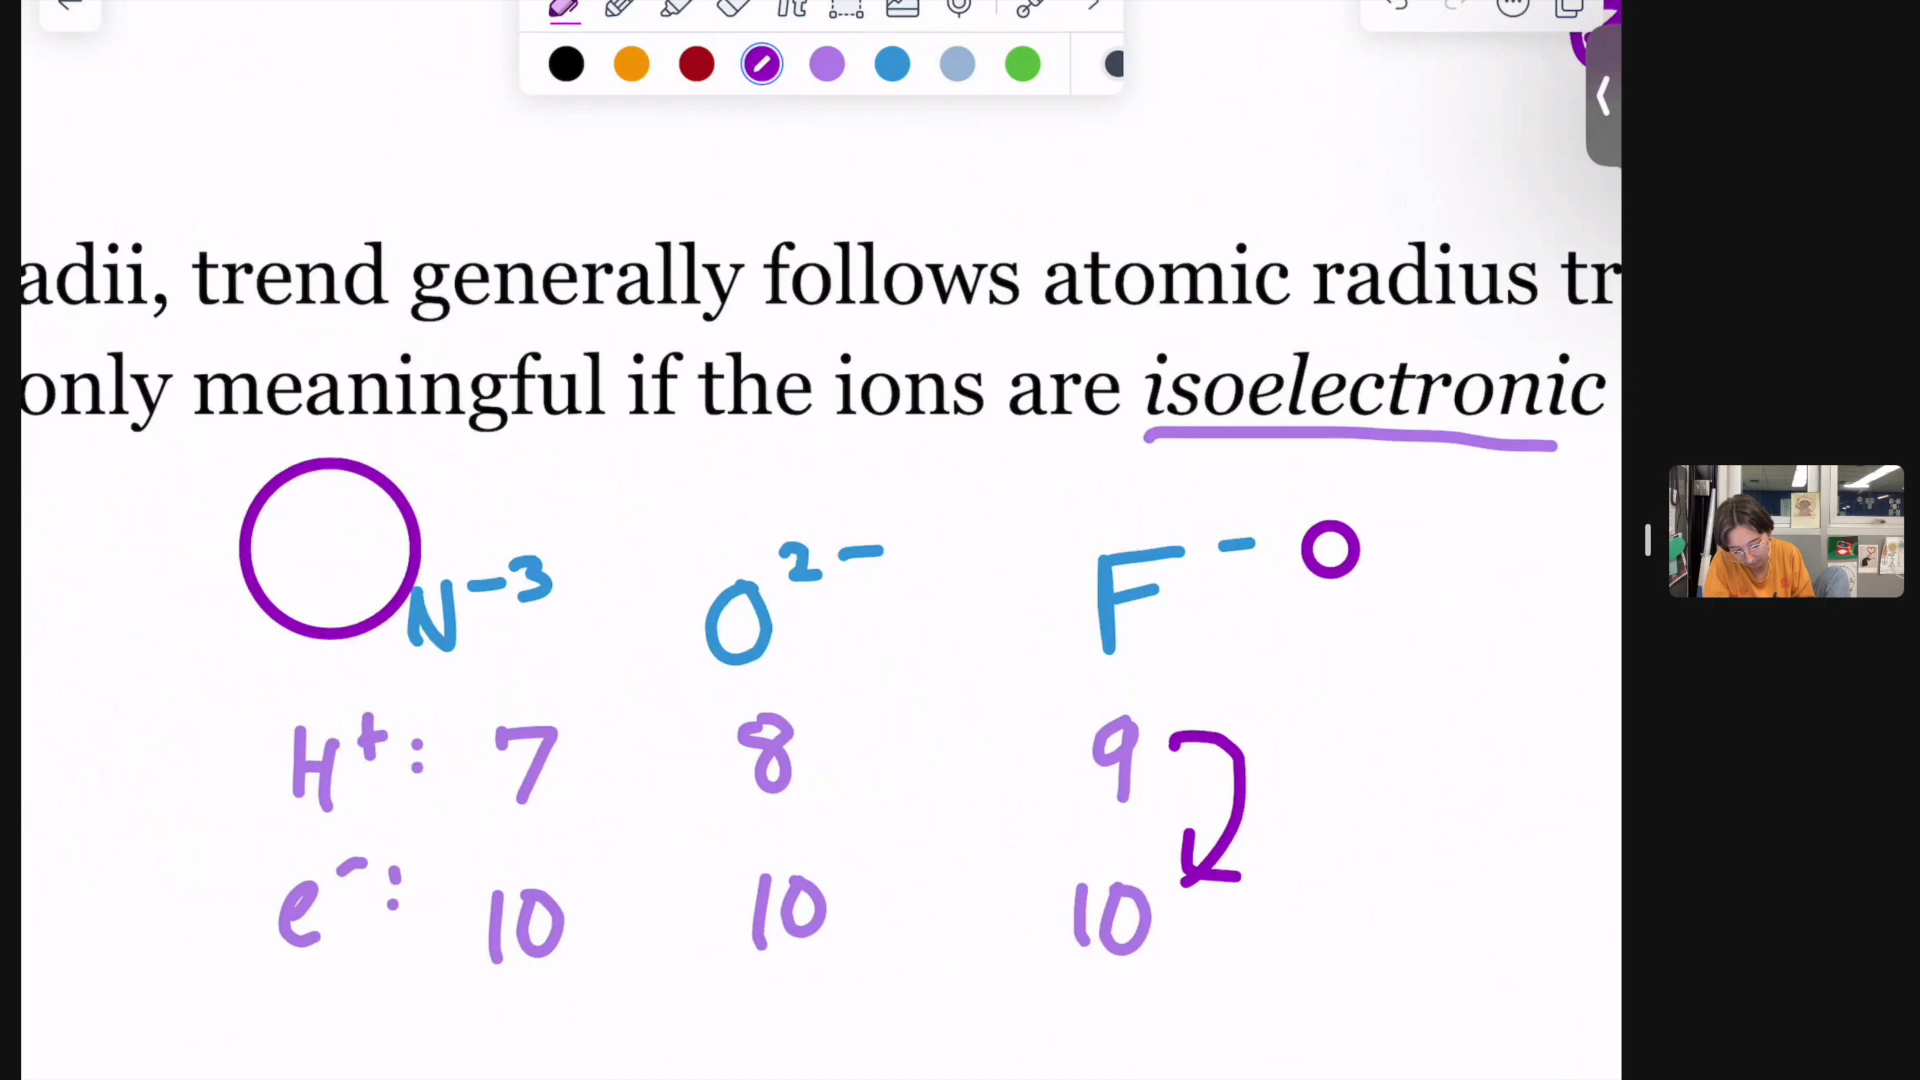 adii, trend generally follows atomic radius tr
only meaningful if the ions are isoelectronic
N-3 O2- F-
H+: 7 8 9
e-: 10 10 10